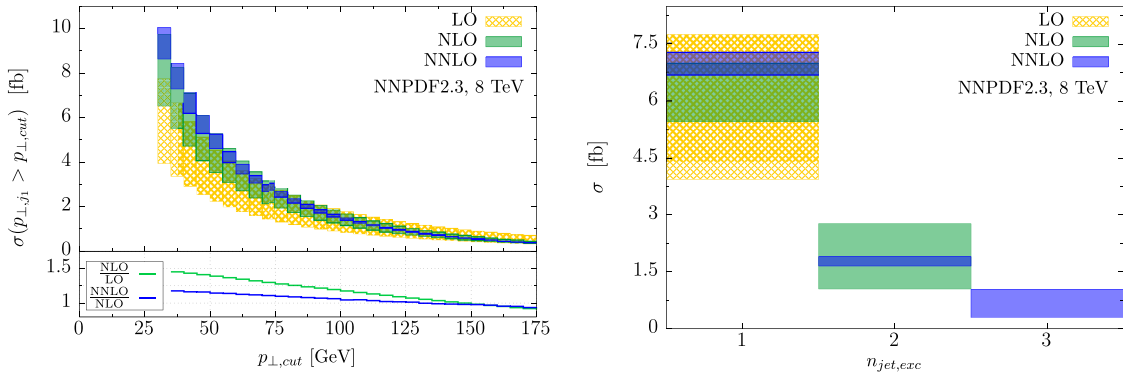 10
8
6
4
2
0
σ(p⊥,j1 > p⊥,cut) [fb]
LO
NLO
NNLO
NNPDF2.3, 8 TeV
1.5
1
NLO
LO
NNLO
NLO
0 25 50 75 100 125 150 175
p⊥,cut [GeV]
7.5
6
4.5
3
1.5
0
σ [fb]
LO
NLO
NNLO
NNPDF2.3, 8 TeV
1 2 3
njet,exc